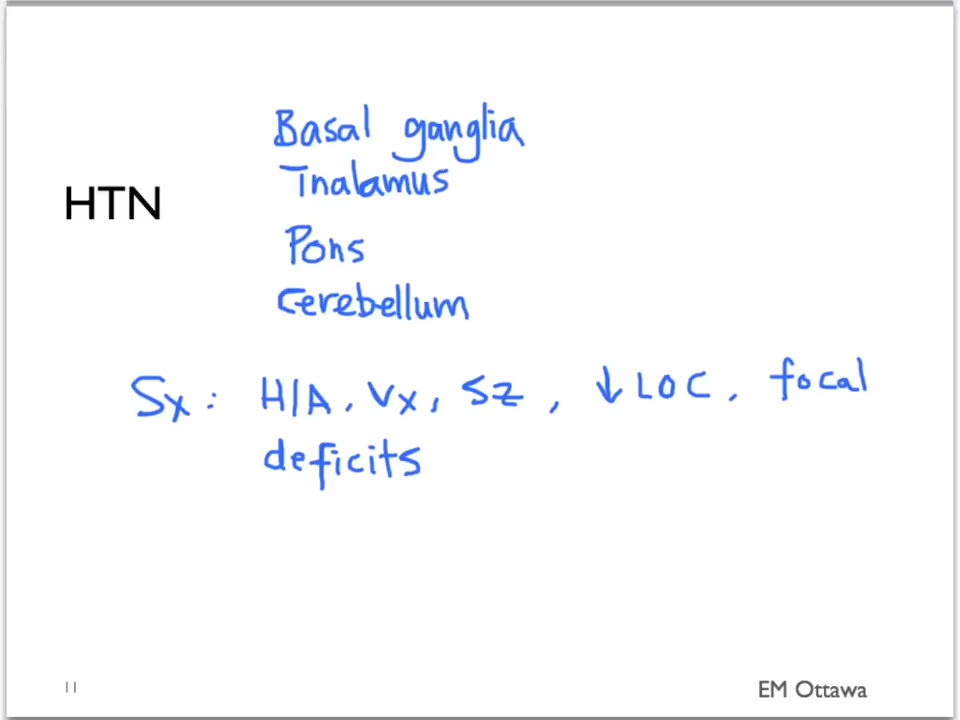 Basal ganglia
Thalamus
HTN
Pons
Cerebellum
Sx : H/A, Vx, SZ, ↓ LOC, focal
deficits
11
EM Ottawa